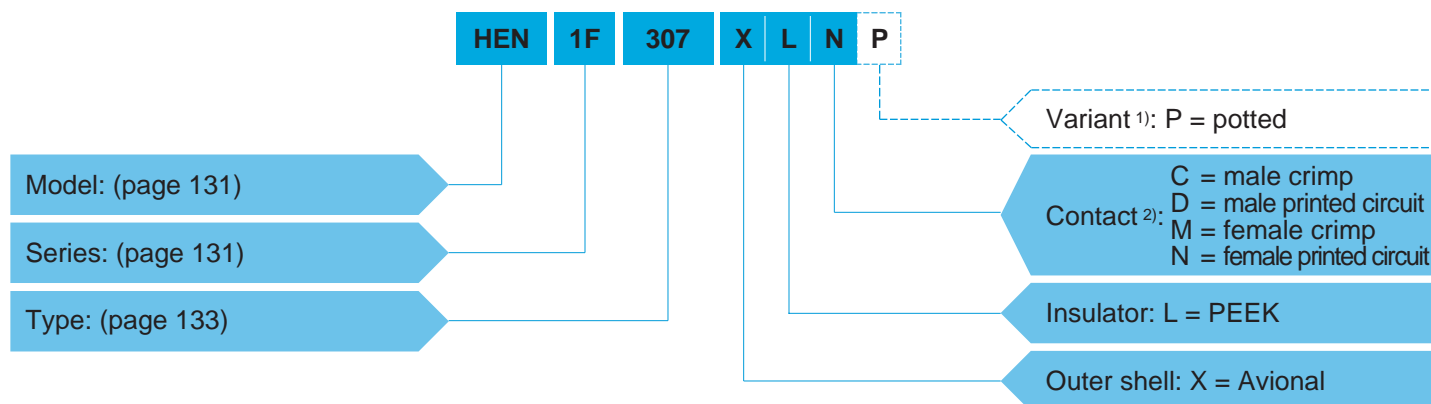 HEN 1F 307 X L N P
Variant 1): P = potted
Model: (page 131)
Series: (page 131)
Type: (page 133)
Contact 2):
C = male crimp
D = male printed circuit
M = female crimp
N = female printed circuit
Insulator: L = PEEK
Outer shell: X = Avional